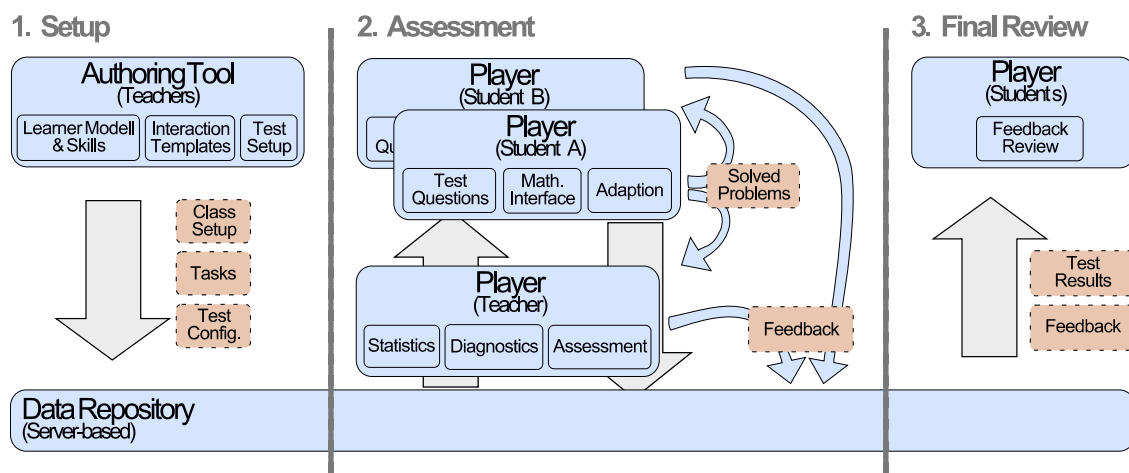 1. Setup
Authoring Tool
(Teachers)
Learner Modell
& Skills
Interaction
Templates
Test
Setup
Class
Setup
Tasks
Test
Config.
2. Assessment
Player
(Student B)
Qu
Player
(Student A)
Test
Questions
Math.
Interface
Adaption
Solved
Problems
Player
(Teacher)
Statistics
Diagnostics
Assessment
Feedback
3. Final Review
Player
(Students)
Feedback
Review
Test
Results
Feedback
Data Repository
(Server-based)